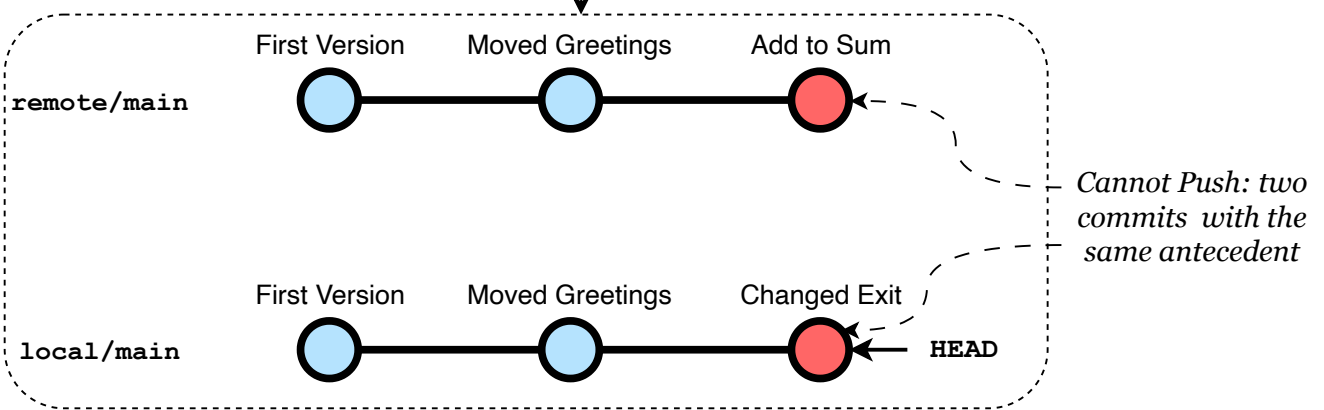 First Version Moved Greetings Add to Sum
remote/main
Cannot Push: two
commits with the
same antecedent
First Version Moved Greetings Changed Exit
local/main HEAD